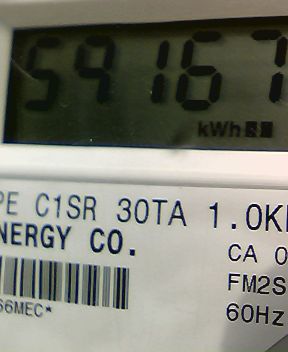 59167
kWh
PE C1SR 30TA 1.0K
NERGY CO.
CA 0
FM2S
60Hz
66MEC*